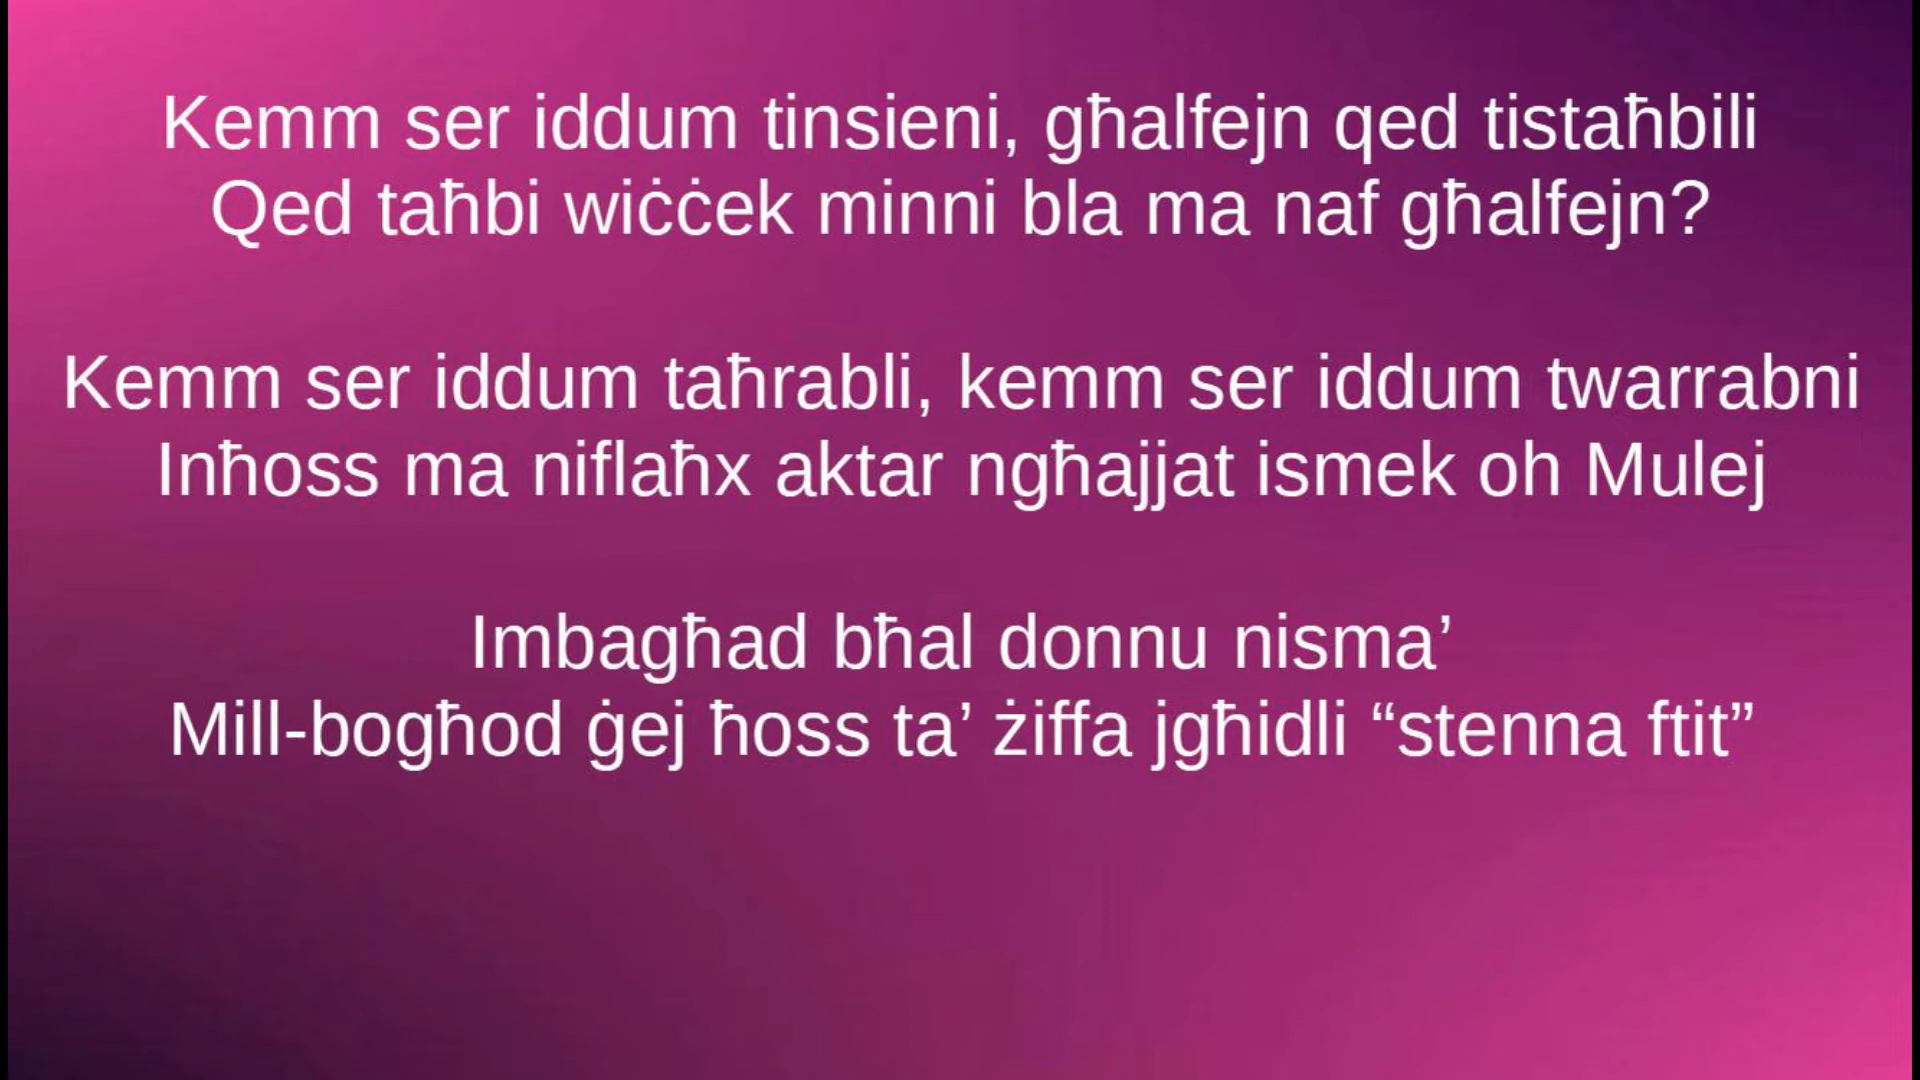 Kemm ser iddum tinsieni, għalfejn qed tistaħbili
Qed taħbi wiċċek minni bla ma naf għalfejn?
Kemm ser iddum taħrabli, kemm ser iddum twarrabni
Inħoss ma niflaħx aktar ngħajjat ismek oh Mulej
Imbagħad bħal donnu nisma’
Mill-bogħod ġej ħoss ta’ żiffa jgħidli “stenna ftit”